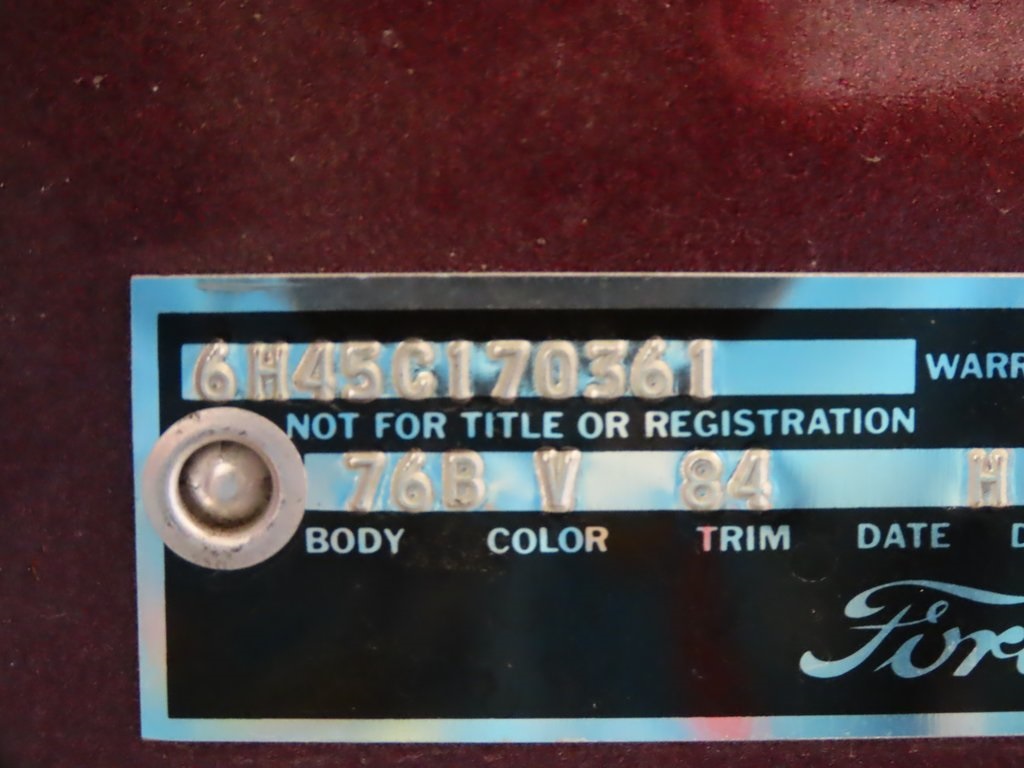 6H45C170361 WARR
NOT FOR TITLE OR REGISTRATION
76B V 84 H
BODY COLOR TRIM DATE D
Ford